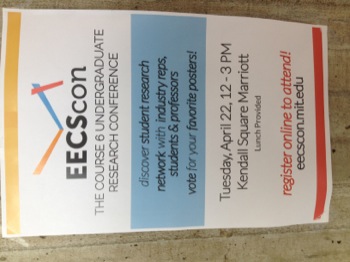 EECScon
THE COURSE 6 UNDERGRADUATE
RESEARCH CONFERENCE
discover student research
network with industry reps,
students & professors
vote for your favorite posters!
Tuesday, April 22, 12 - 3 PM
Kendall Square Marriott
Lunch Provided
register online to attend!
eecscon.mit.edu